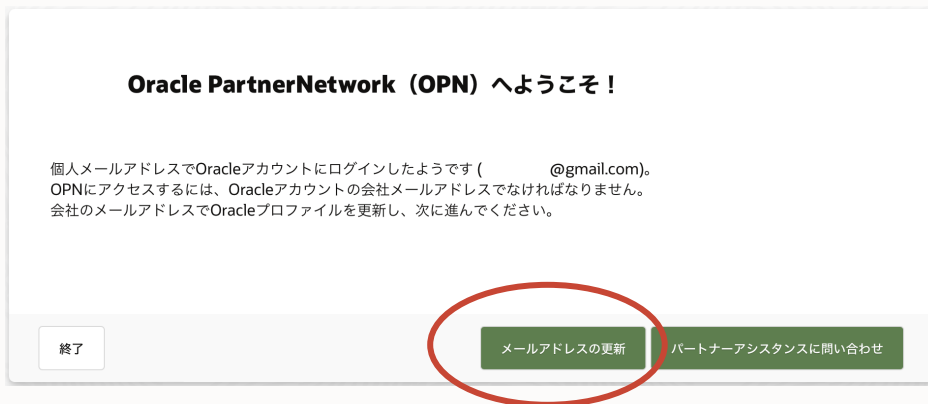 Oracle PartnerNetwork（OPN）へようこそ！
個人メールアドレスでOracleアカウントにログインしたようです ( @gmail.com)。
OPNにアクセスするには、Oracleアカウントの会社メールアドレスでなければなりません。
会社のメールアドレスでOracleプロファイルを更新し、次に進んでください。
終了
メールアドレスの更新
パートナーアシスタンスに問い合わせ